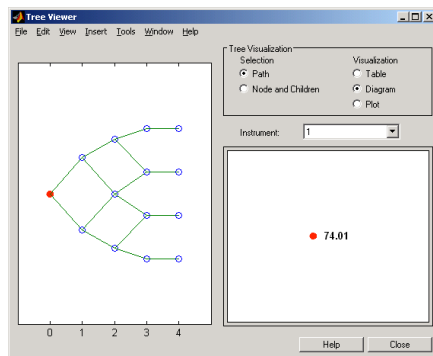 Tree Viewer
File Edit View Insert Tools Window Help
Tree Visualization
Selection Visualization
Path Table
Node and Children Diagram
Plot
Instrument: 1
74.01
0 1 2 3 4
Help Close